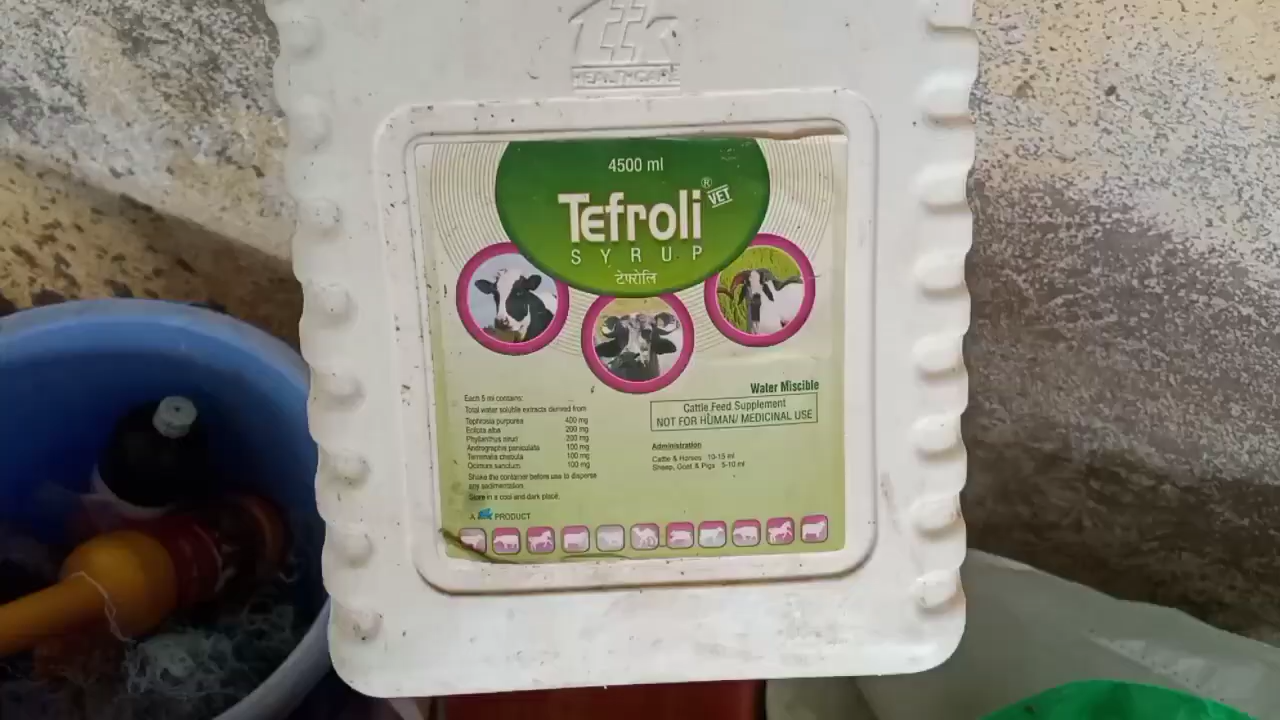 HEALTHCARE
4500 ml
Tefroli® VET
SYRUP
टेफ्रोलि
Each 5 ml contains:
Total water soluble extracts derived from
Tephrosia purpurea 400 mg
Eclipta alba 200 mg
Phylanthus niruri 200 mg
Andrographis paniculata 100 mg
Terminalia chebula 100 mg
Ocimum sanctum 100 mg
Shake the container before use to disperse
any sedimentation.
Store in a cool and dark place.
A PRODUCT
Water Miscible
Cattle Feed Supplement
NOT FOR HUMAN/ MEDICINAL USE
Administration
Cattle & Horses 10-15 ml
Sheep, Goat & Pigs 5-10 ml